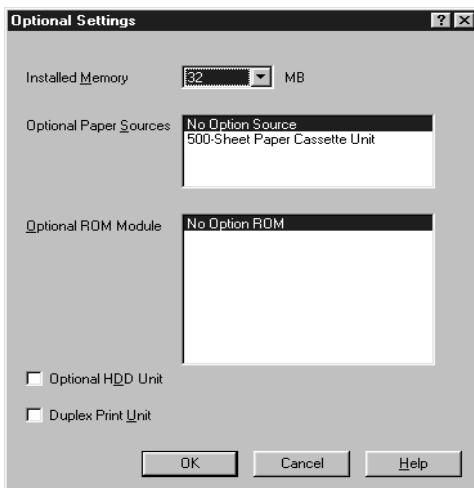 Optional Settings
Installed Memory 32 MB
Optional Paper Sources No Option Source
500-Sheet Paper Cassette Unit
Optional ROM Module No Option ROM
Optional HDD Unit
Duplex Print Unit
OK Cancel Help